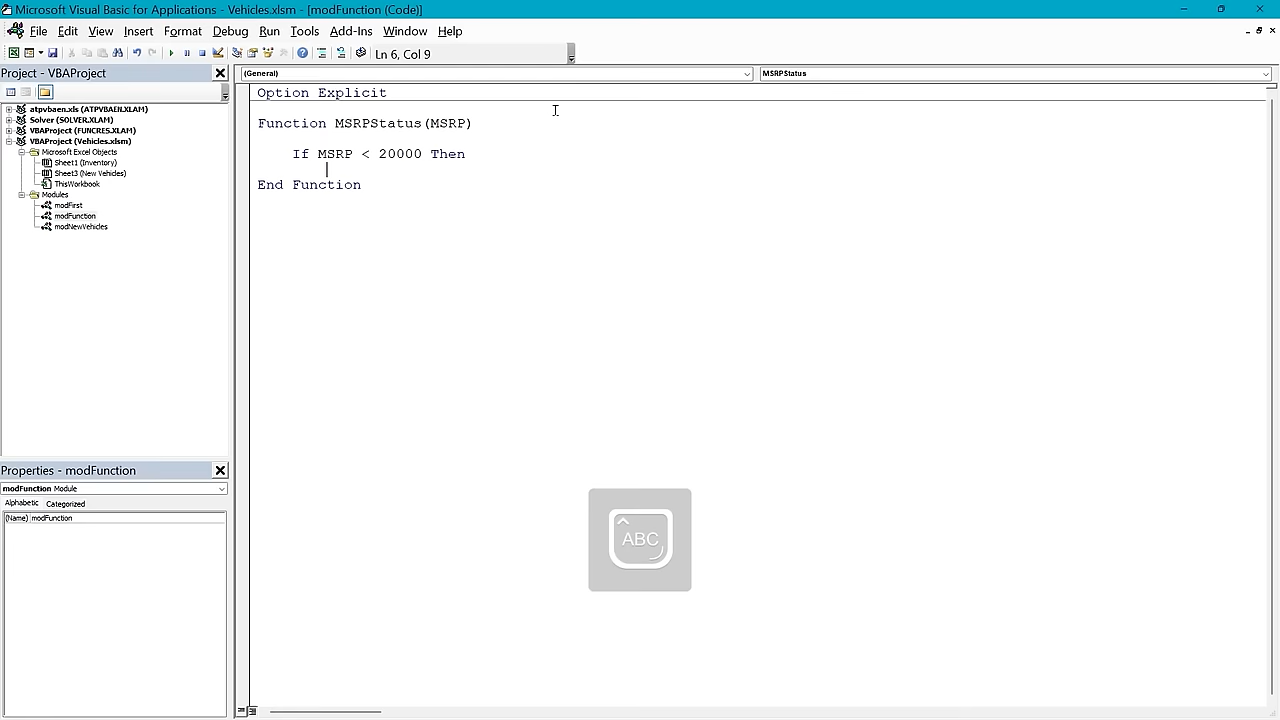 Microsoft Visual Basic for Applications - Vehicles.xlsm - [modFunction (Code)]
File Edit View Insert Format Debug Run Tools Add-Ins Window Help
Ln 6, Col 9
Project - VBAProject
(General)
MSRPStatus
atpvbaen.xls (ATPVBAEN.XLAM)
Solver (SOLVER.XLAM)
VBAProject (FUNCRES.XLAM)
VBAProject (Vehicles.xlsm)
Microsoft Excel Objects
Sheet1 (Inventory)
Sheet3 (New Vehicles)
ThisWorkbook
Modules
modFirst
modFunction
modNewVehicles
Option Explicit
Function MSRPStatus(MSRP)
If MSRP < 20000 Then
End Function
Properties - modFunction
modFunction Module
Alphabetic Categorized
(Name) modFunction
ABC